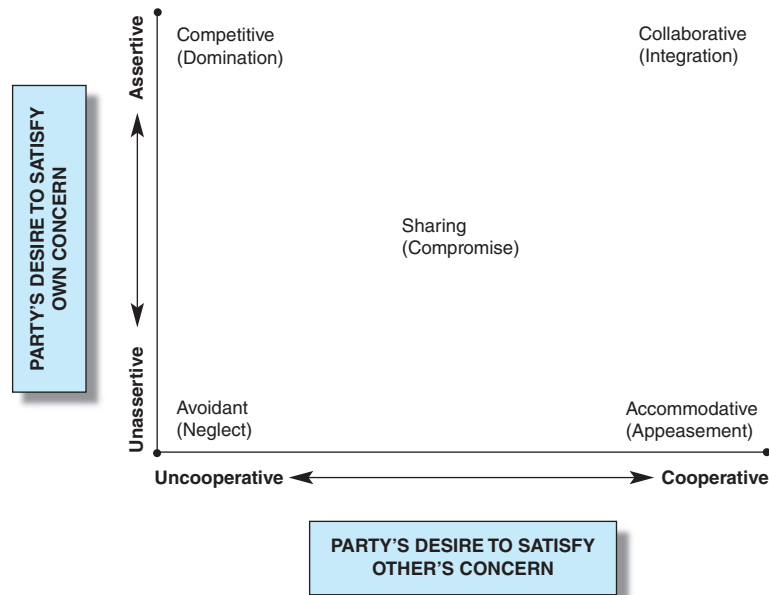 Assertive
Competitive
(Domination)
Collaborative
(Integration)
PARTY'S DESIRE TO SATISFY
OWN CONCERN
Sharing
(Compromise)
Unassertive
Avoidant
(Neglect)
Accommodative
(Appeasement)
Uncooperative
Cooperative
PARTY'S DESIRE TO SATISFY
OTHER'S CONCERN